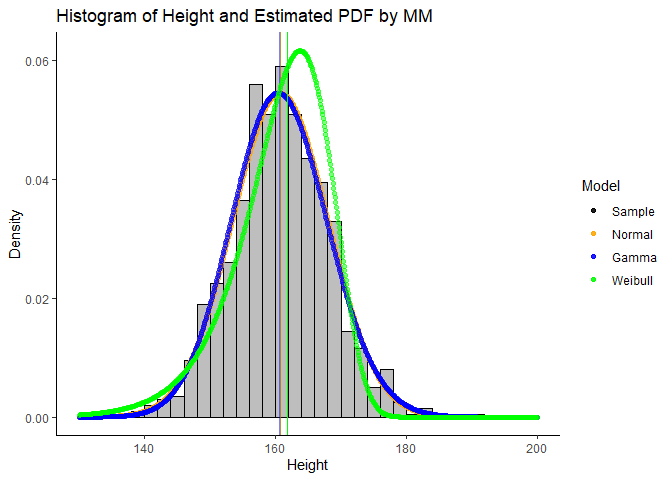 Histogram of Height and Estimated PDF by MM
0.06
0.04
0.02
0.00
Density
140
160
180
200
Height
Model
Sample
Normal
Gamma
Weibull